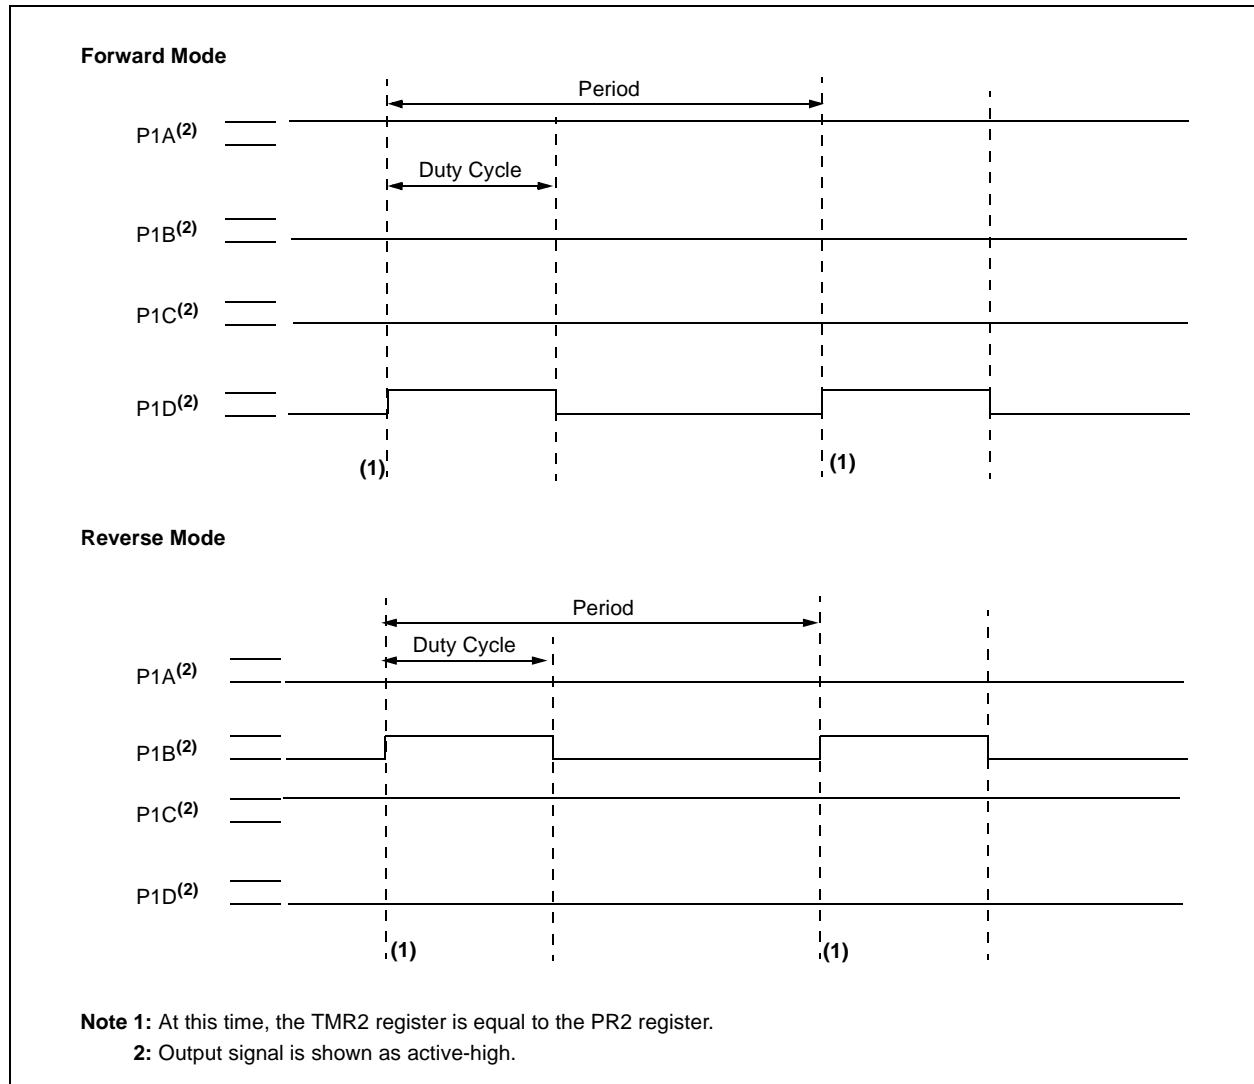 Forward Mode
Period
P1A(2)
Duty Cycle
P1B(2)
P1C(2)
P1D(2)
(1)
(1)
Reverse Mode
Period
Duty Cycle
P1A(2)
P1B(2)
P1C(2)
P1D(2)
(1)
(1)
Note 1: At this time, the TMR2 register is equal to the PR2 register.
2: Output signal is shown as active-high.